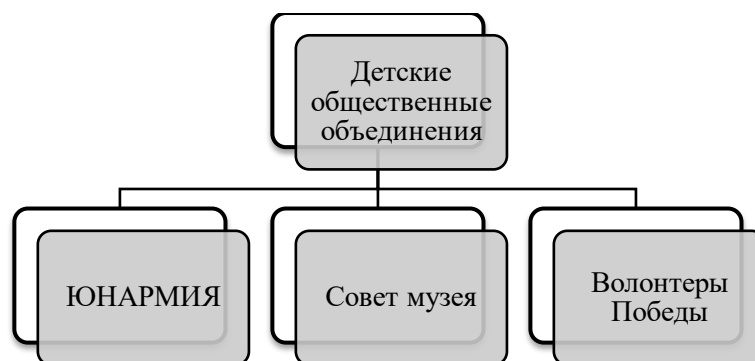 Детские
общественные
объединения
ЮНАРМИЯ
Совет музея
Волонтеры
Победы